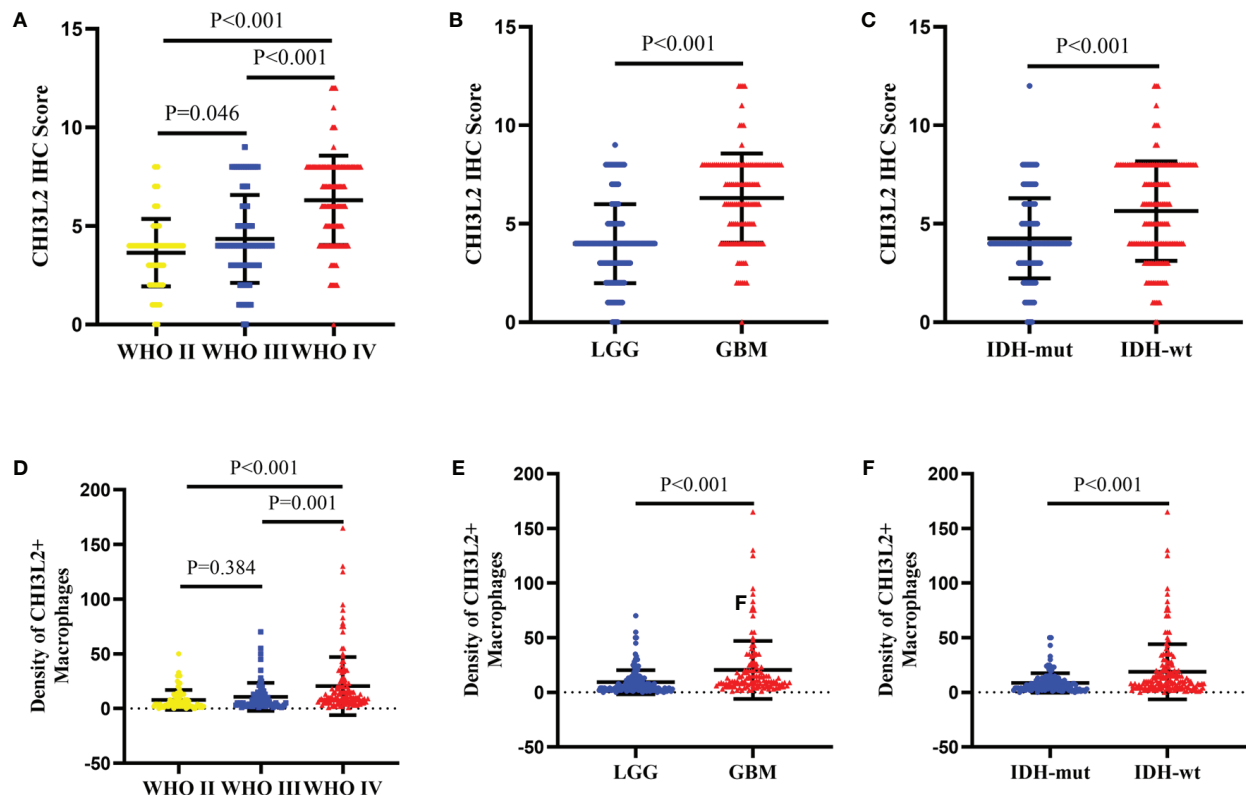 A
P<0.001
P<0.001
P=0.046
CHI3L2 IHC Score
15
10
5
0
WHO II WHO III WHO IV
B
P<0.001
CHI3L2 IHC Score
15
10
5
0
LGG GBM
C
P<0.001
CHI3L2 IHC Score
15
10
5
0
IDH-mut IDH-wt
D
P<0.001
P=0.001
P=0.384
Density of CHI3L2+
Macrophages
200
150
100
50
0
-50
WHO II WHO III WHO IV
E
P<0.001
F
Density of CHI3L2+
Macrophages
200
150
100
50
0
-50
LGG GBM
F
P<0.001
Density of CHI3L2+
Macrophages
200
150
100
50
0
-50
IDH-mut IDH-wt